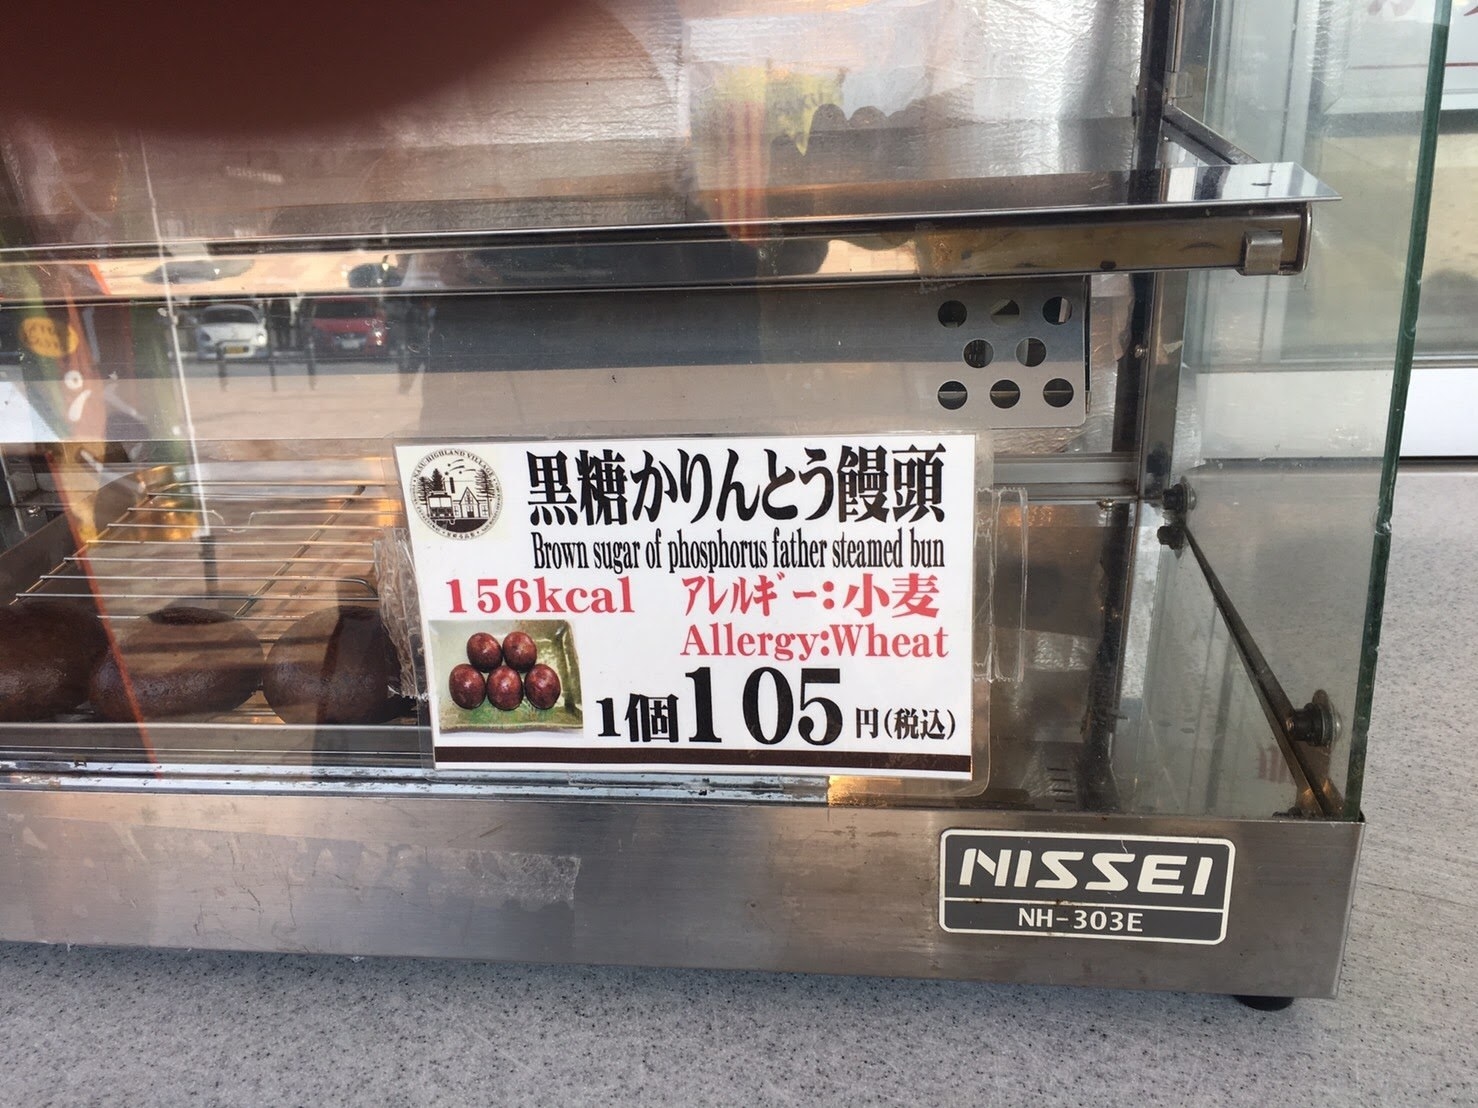 黒糖かりんとう饅頭
Brown sugar of phosphorus father steamed bun
156kcal アレルギー:小麦
Allergy:Wheat
1個105円(税込)
NISSEI
NH-303E